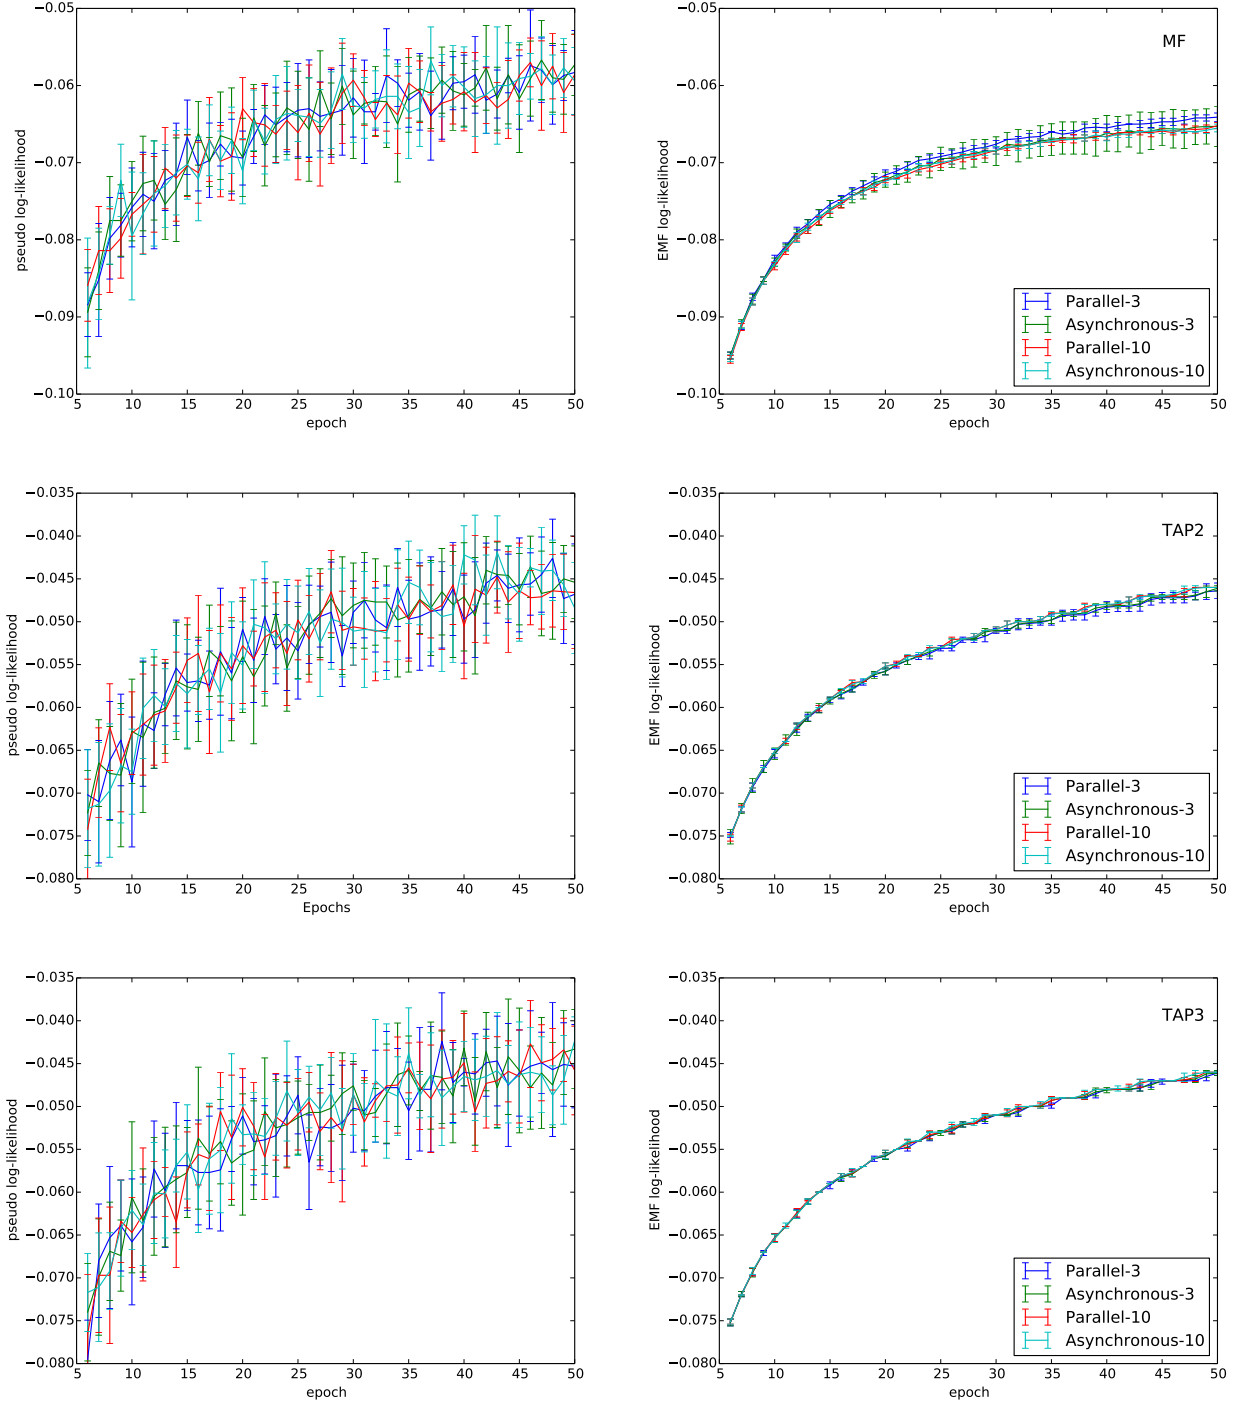 −0.05
−0.06
−0.07
−0.08
−0.09
−0.10
pseudo log-likelihood
5 10 15 20 25 30 35 40 45 50
epoch
−0.05
−0.06
−0.07
−0.08
−0.09
−0.10
EMF log-likelihood
MF
Parallel-3
Asynchronous-3
Parallel-10
Asynchronous-10
5 10 15 20 25 30 35 40 45 50
epoch
−0.035
−0.040
−0.045
−0.050
−0.055
−0.060
−0.065
−0.070
−0.075
−0.080
pseudo log-likelihood
5 10 15 20 25 30 35 40 45 50
Epochs
−0.035
−0.040
−0.045
−0.050
−0.055
−0.060
−0.065
−0.070
−0.075
−0.080
EMF log-likelihood
TAP2
Parallel-3
Asynchronous-3
Parallel-10
Asynchronous-10
5 10 15 20 25 30 35 40 45 50
epoch
−0.035
−0.040
−0.045
−0.050
−0.055
−0.060
−0.065
−0.070
−0.075
−0.080
pseudo log-likelihood
5 10 15 20 25 30 35 40 45 50
epoch
−0.035
−0.040
−0.045
−0.050
−0.055
−0.060
−0.065
−0.070
−0.075
−0.080
EMF log-likelihood
TAP3
Parallel-3
Asynchronous-3
Parallel-10
Asynchronous-10
5 10 15 20 25 30 35 40 45 50
epoch